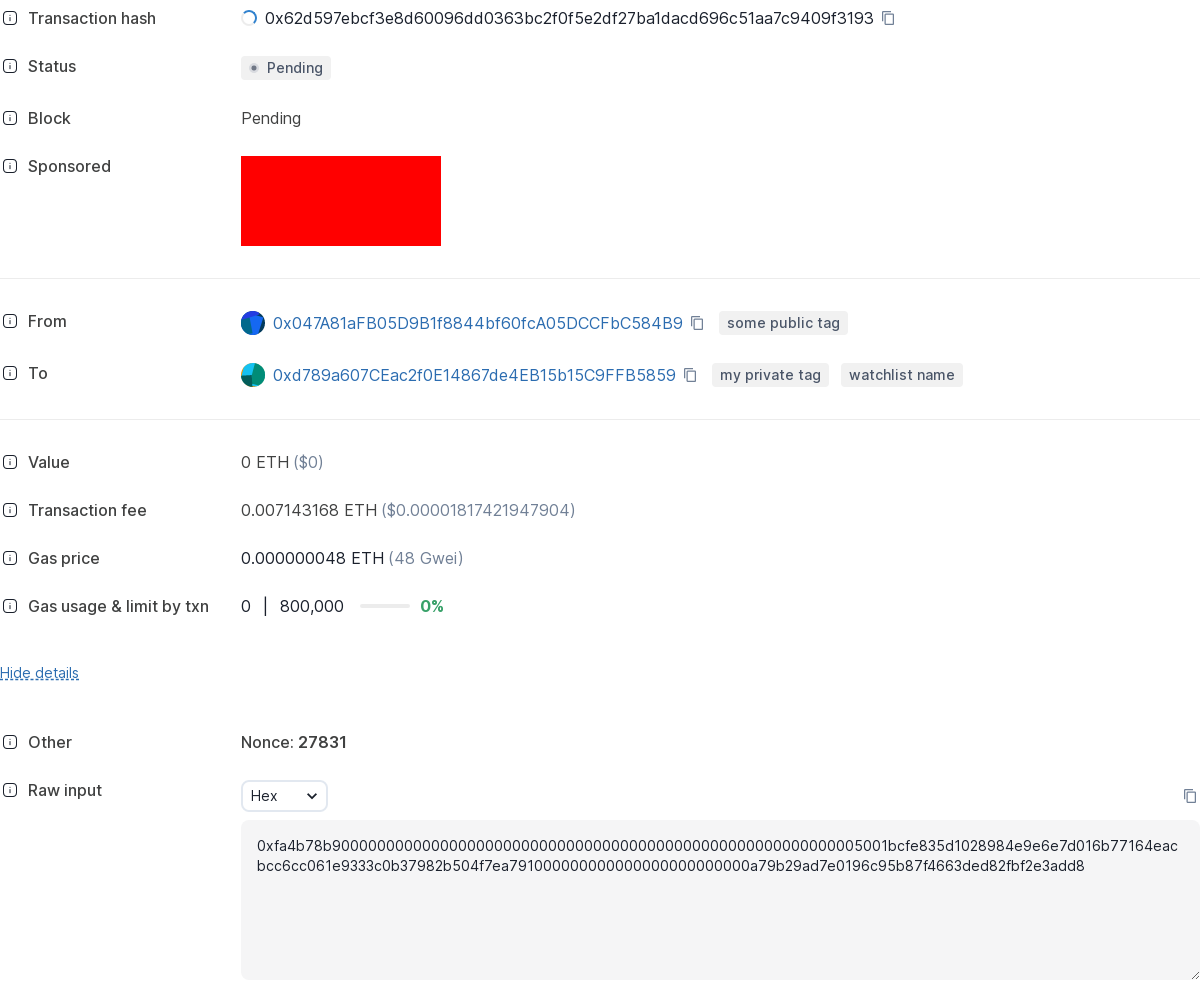 Transaction hash 0x62d597ebcf3e8d60096dd0363bc2f0f5e2df27ba1dacd696c51aa7c9409f3193
Status Pending
Block Pending
Sponsored
From 0x047A81aFB05D9B1f8844bf60fcA05DCCFbC584B9 some public tag
To 0xd789a607CEac2f0E14867de4EB15b15C9FFB5859 my private tag watchlist name
Value 0 ETH ($0)
Transaction fee 0.007143168 ETH ($0.00001817421947904)
Gas price 0.000000048 ETH (48 Gwei)
Gas usage & limit by txn 0 | 800,000 0%
Hide details
Other Nonce: 27831
Raw input Hex